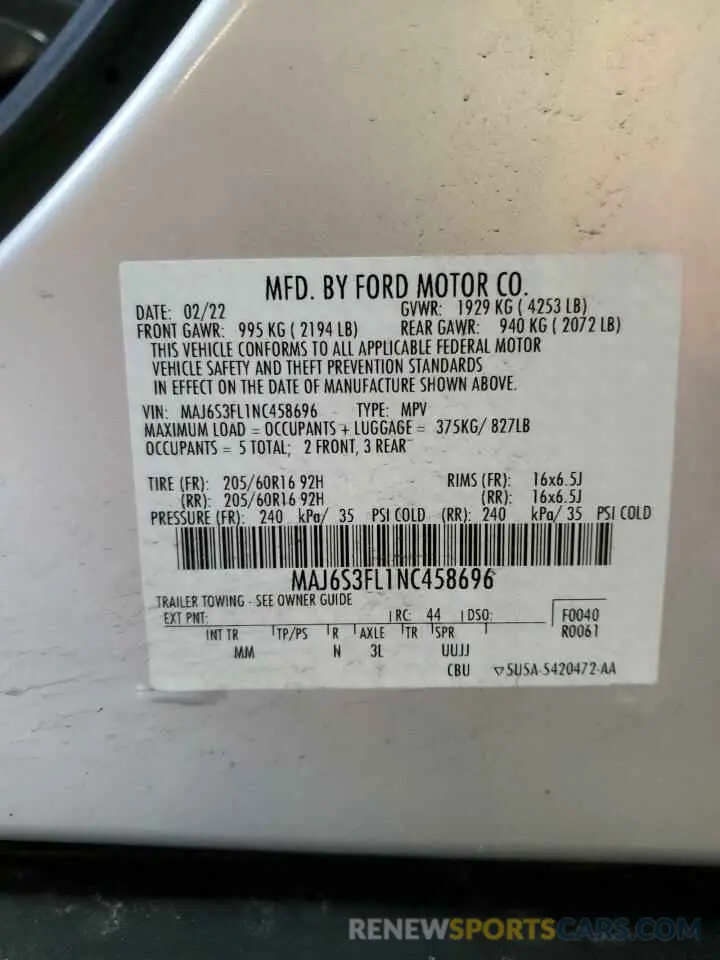 MFD. BY FORD MOTOR CO.
DATE: 02/22 GVWR: 1929 KG ( 4253 LB)
FRONT GAWR: 995 KG ( 2194 LB) REAR GAWR: 940 KG ( 2072 LB)
THIS VEHICLE CONFORMS TO ALL APPLICABLE FEDERAL MOTOR
VEHICLE SAFETY AND THEFT PREVENTION STANDARDS
IN EFFECT ON THE DATE OF MANUFACTURE SHOWN ABOVE.
VIN: MAJ6S3FL1NC458696 TYPE: MPV
MAXIMUM LOAD = OCCUPANTS + LUGGAGE = 375KG/ 827LB
OCCUPANTS = 5 TOTAL; 2 FRONT, 3 REAR
TIRE (FR): 205/60R16 92H RIMS (FR): 16x6.5J
(RR): 205/60R16 92H (RR): 16x6.5J
PRESSURE (FR): 240 kPa/ 35 PSI COLD (RR): 240 kPa/ 35 PSI COLD
MAJ6S3FL1NC458696
TRAILER TOWING - SEE OWNER GUIDE
EXT PNT: RC: 44 DSO: F0040
INT TR TP/PS R AXLE TR SPR R0061
MM N 3L UUJJ
CBU ▽5U5A-5420472-AA
RENEWSPORTSCARS.COM